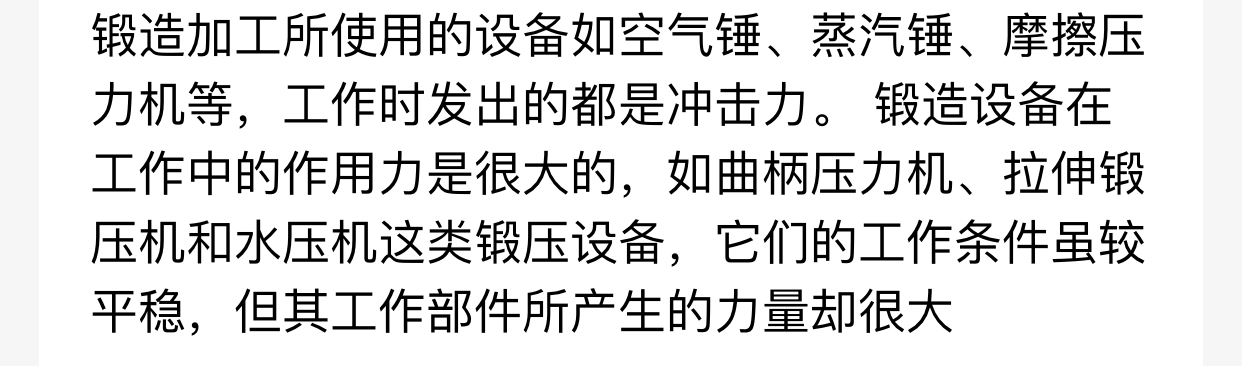 锻造加工所使用的设备如空气锤、蒸汽锤、摩擦压
力机等，工作时发出的都是冲击力。 锻造设备在
工作中的作用力是很大的，如曲柄压力机、拉伸锻
压机和水压机这类锻压设备，它们的工作条件虽较
平稳，但其工作部件所产生的力量却很大